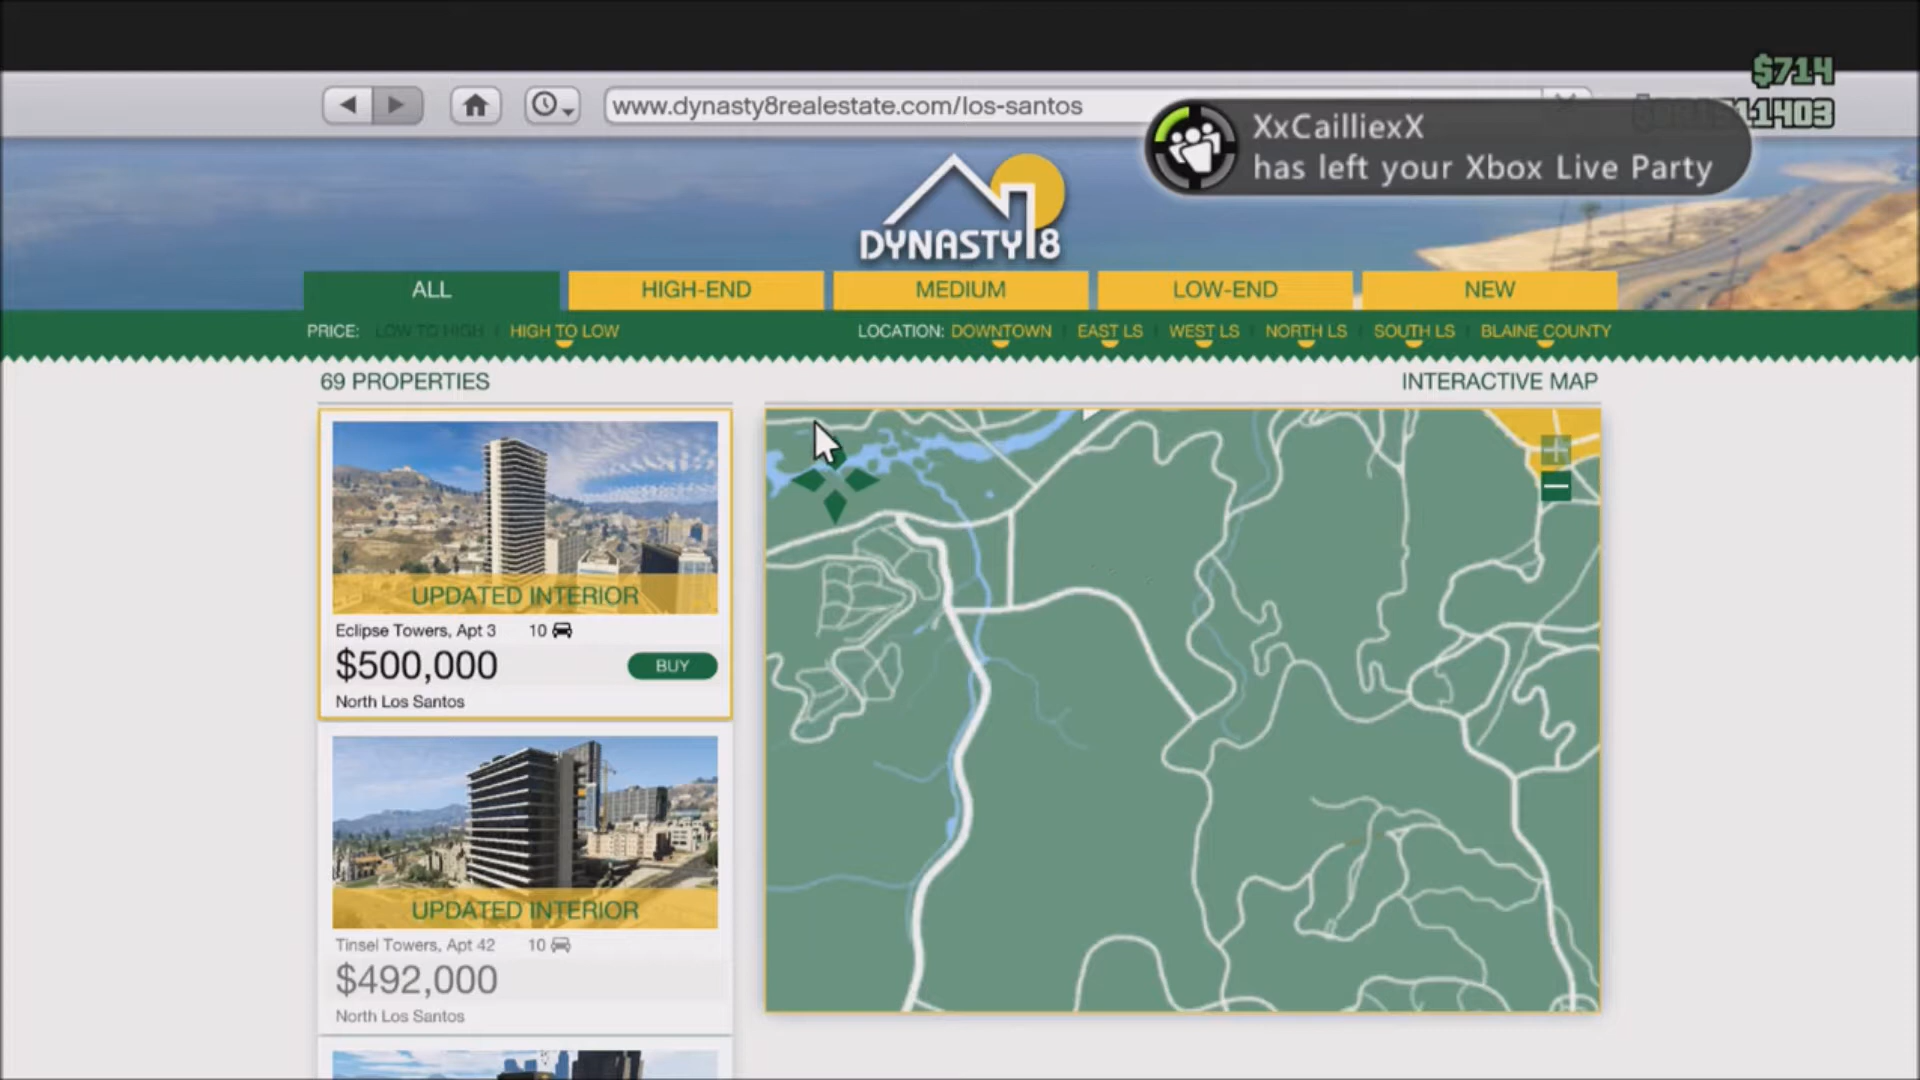 $714
www.dynasty8realestate.com/los-santos
11403
XxCailliexX
has left your Xbox Live Party
DYNASTY 8
ALL
HIGH-END
MEDIUM
LOW-END
NEW
PRICE: LOW TO HIGH HIGH TO LOW
LOCATION: DOWNTOWN EAST LS WEST LS NORTH LS SOUTH LS BLAINE COUNTY
69 PROPERTIES
INTERACTIVE MAP
UPDATED INTERIOR
Eclipse Towers, Apt 3 10
$500,000
BUY
North Los Santos
UPDATED INTERIOR
Tinsel Towers, Apt 42 10
$492,000
North Los Santos